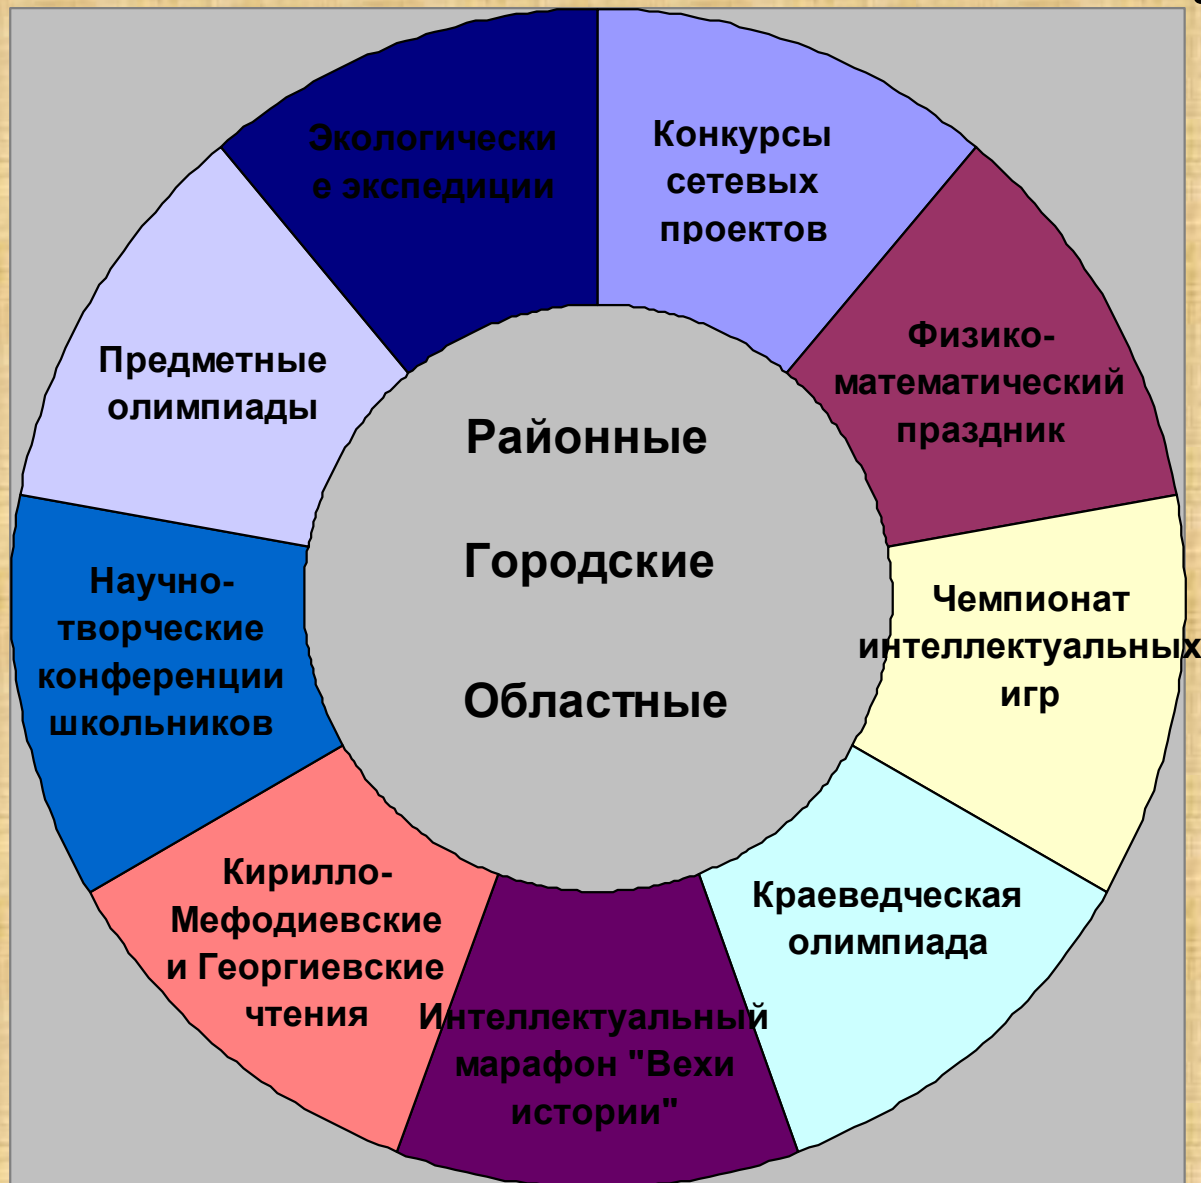 Экологически
е экспедиции
Конкурсы
сетевых
проектов
Физико-
математический
праздник
Чемпионат
интеллектуальных
игр
Краеведческая
олимпиада
Интеллектуальный
марафон "Вехи
истории"
Кирилло-
Мефодиевские
и Георгиевские
чтения
Научно-
творческие
конференции
школьников
Предметные
олимпиады
Районные
Городские
Областные